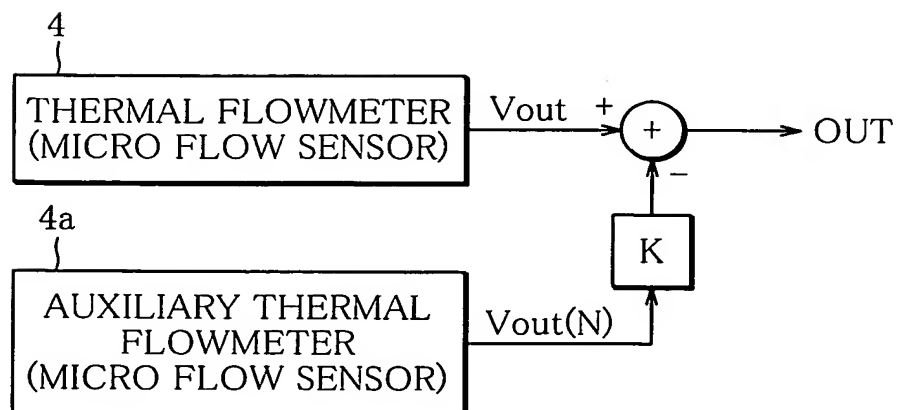 4
THERMAL FLOWMETER
(MICRO FLOW SENSOR)
Vout
+
+
OUT
−
K
4a
AUXILIARY THERMAL
FLOWMETER
(MICRO FLOW SENSOR)
Vout(N)